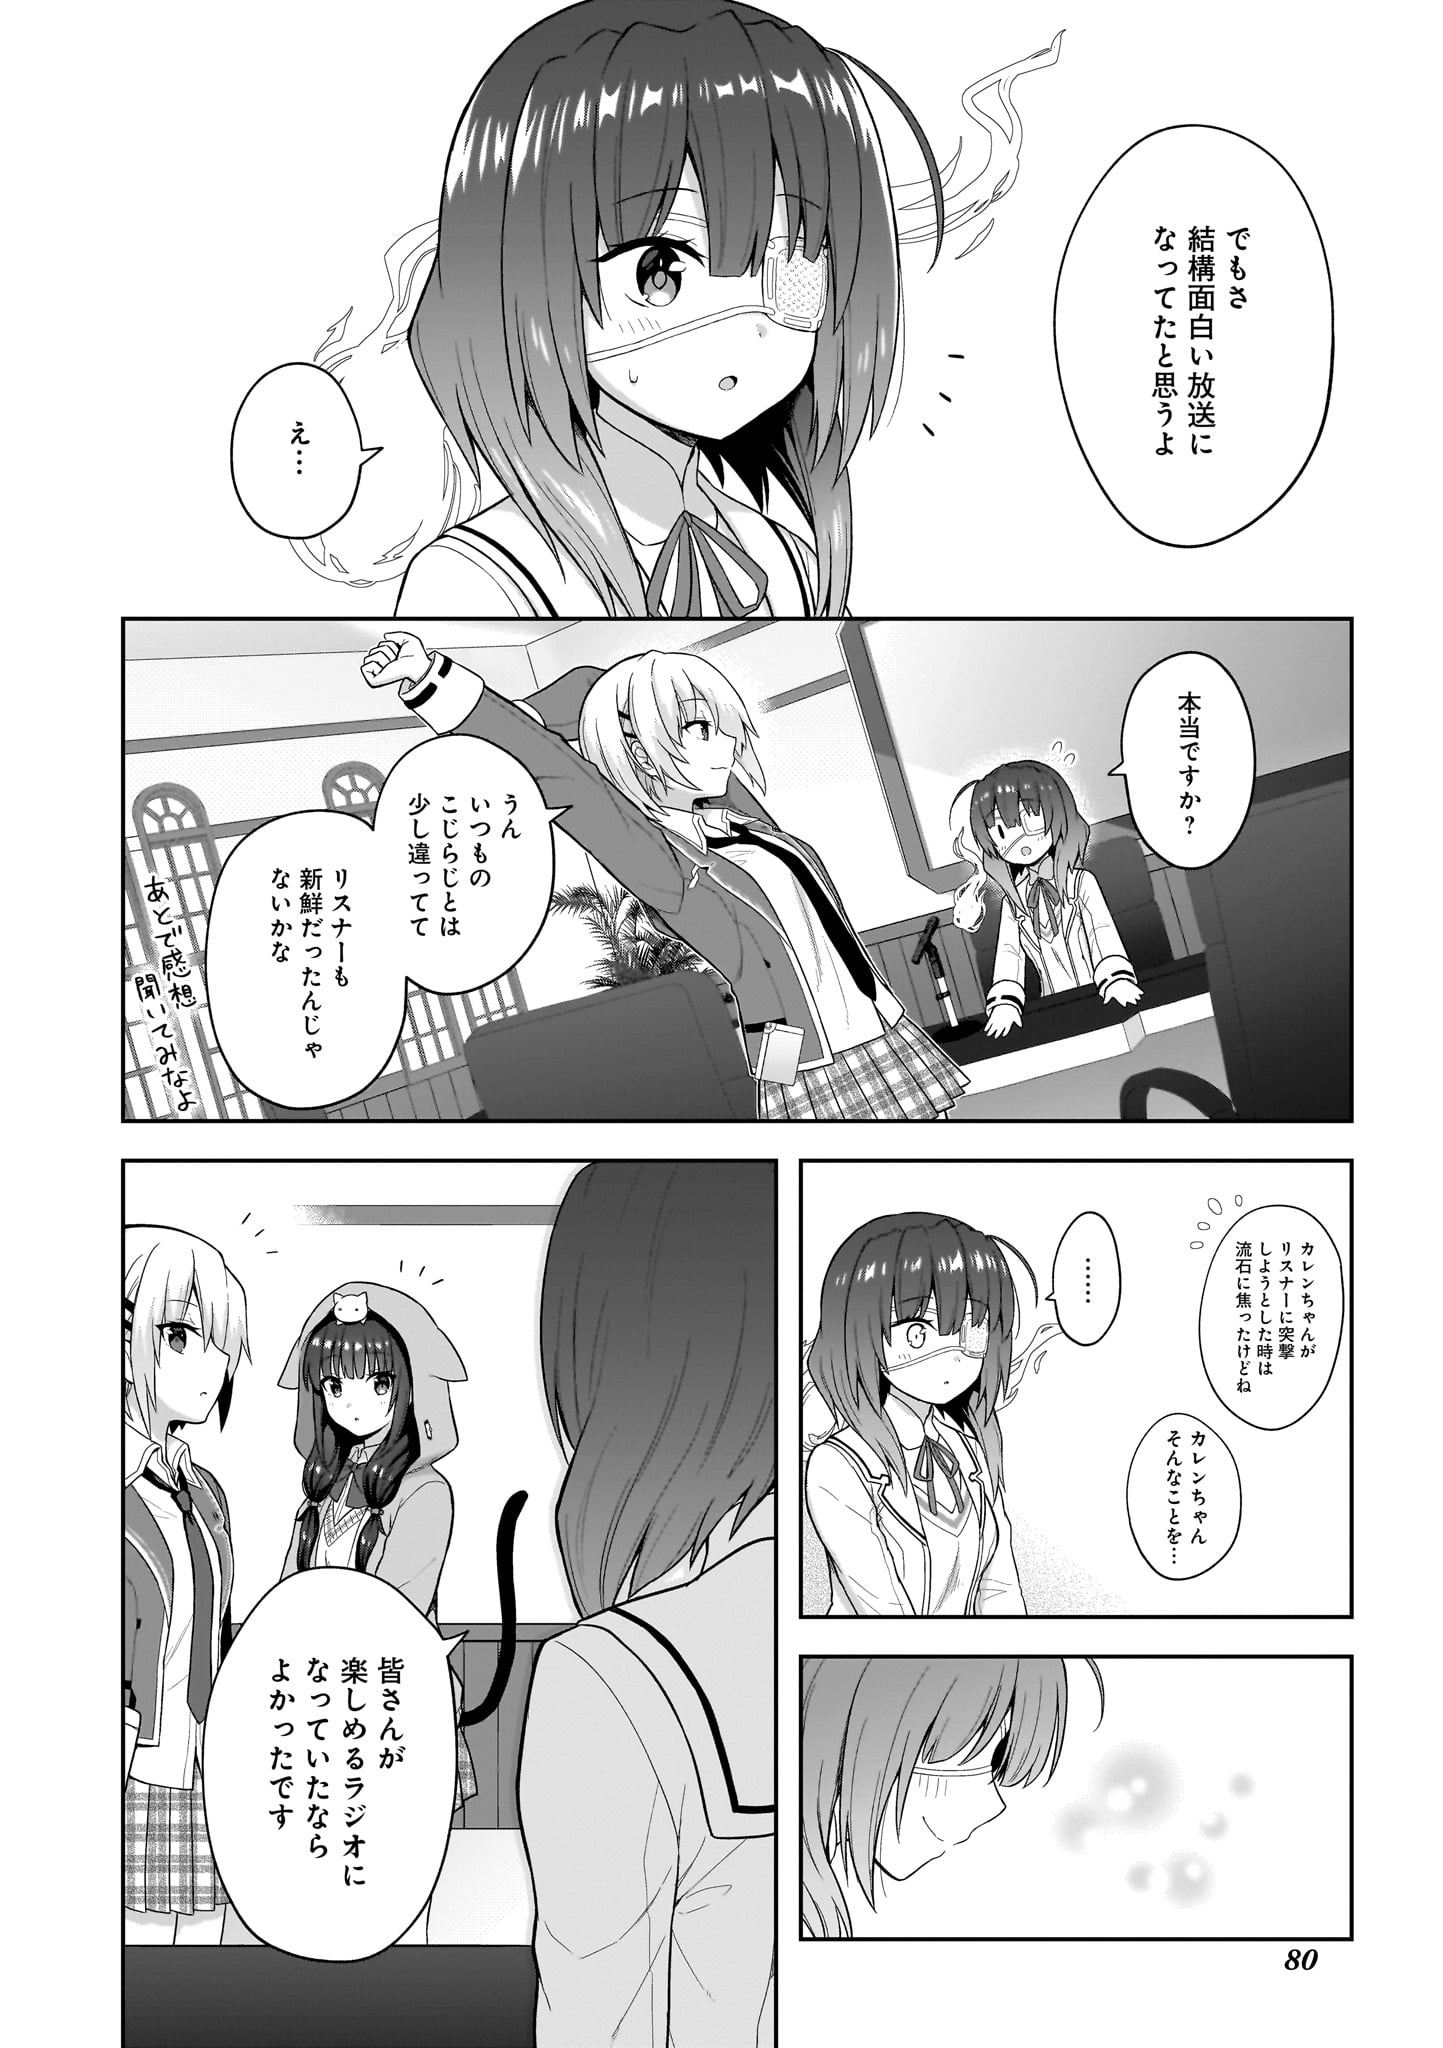 でもさ
結構面白い放送に
なってたと思うよ
え…
本当ですか？
うん
いつもの
こじらじとは
少し違ってて
リスナーも
新鮮だったんじゃ
ないかな
あとで感想
聞いてみなよ
カレンちゃんが
リスナーに突撃
しようとした時は
流石に焦ったけどね
カレンちゃん
そんなことを…
……
皆さんが
楽しめるラジオに
なっていたなら
よかったです
80